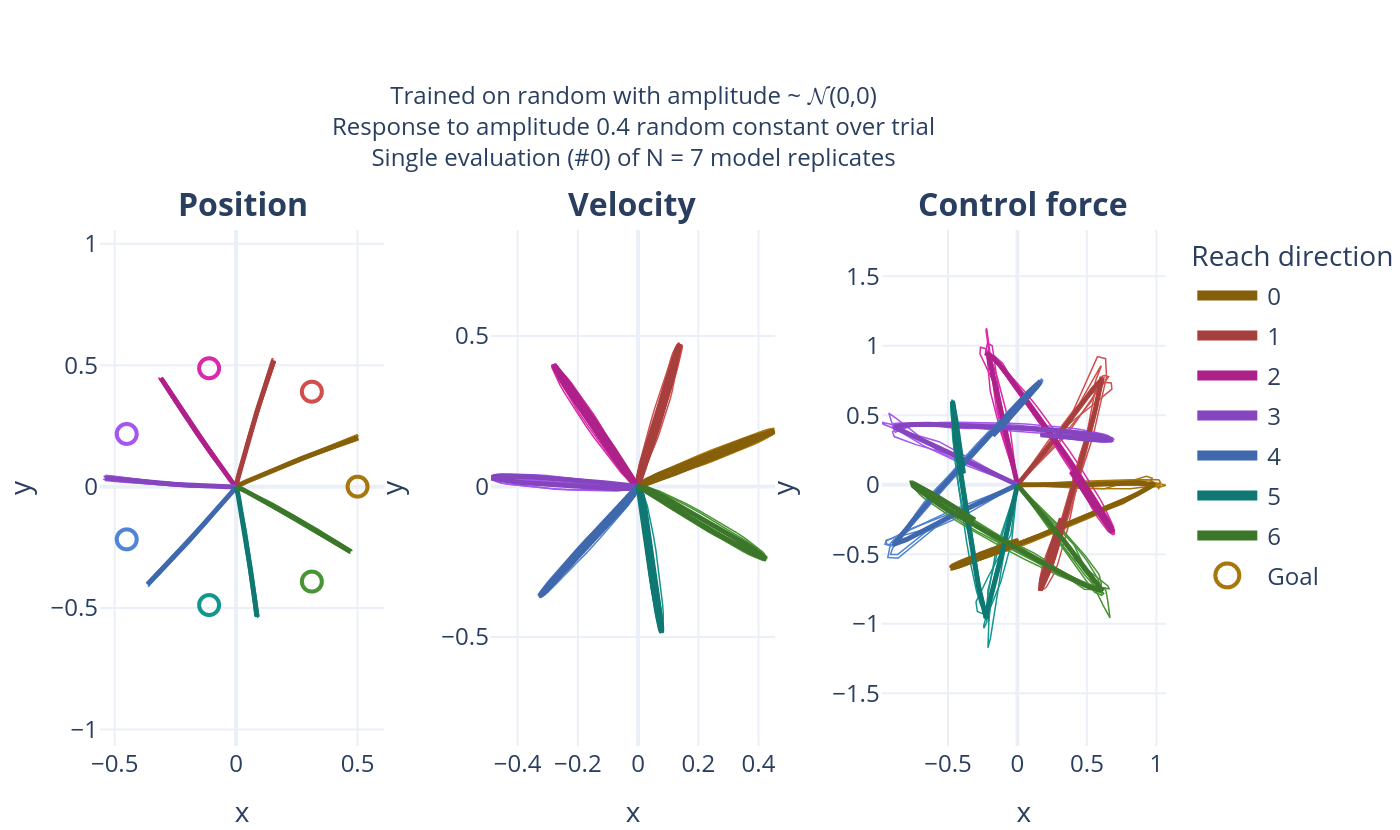 Trained on random with amplitude ~ 𝒩(0,0)
Response to amplitude 0.4 random constant over trial
Single evaluation (#0) of N = 7 model replicates
Position
Velocity
Control force
1
0.5
0
−0.5
−1
−0.5
0
0.5
x
y
0.5
0
−0.5
−0.4
−0.2
0
0.2
0.4
x
y
1.5
1
0.5
0
−0.5
−1
−1.5
−0.5
0
0.5
1
x
y
Reach direction
0
1
2
3
4
5
6
Goal